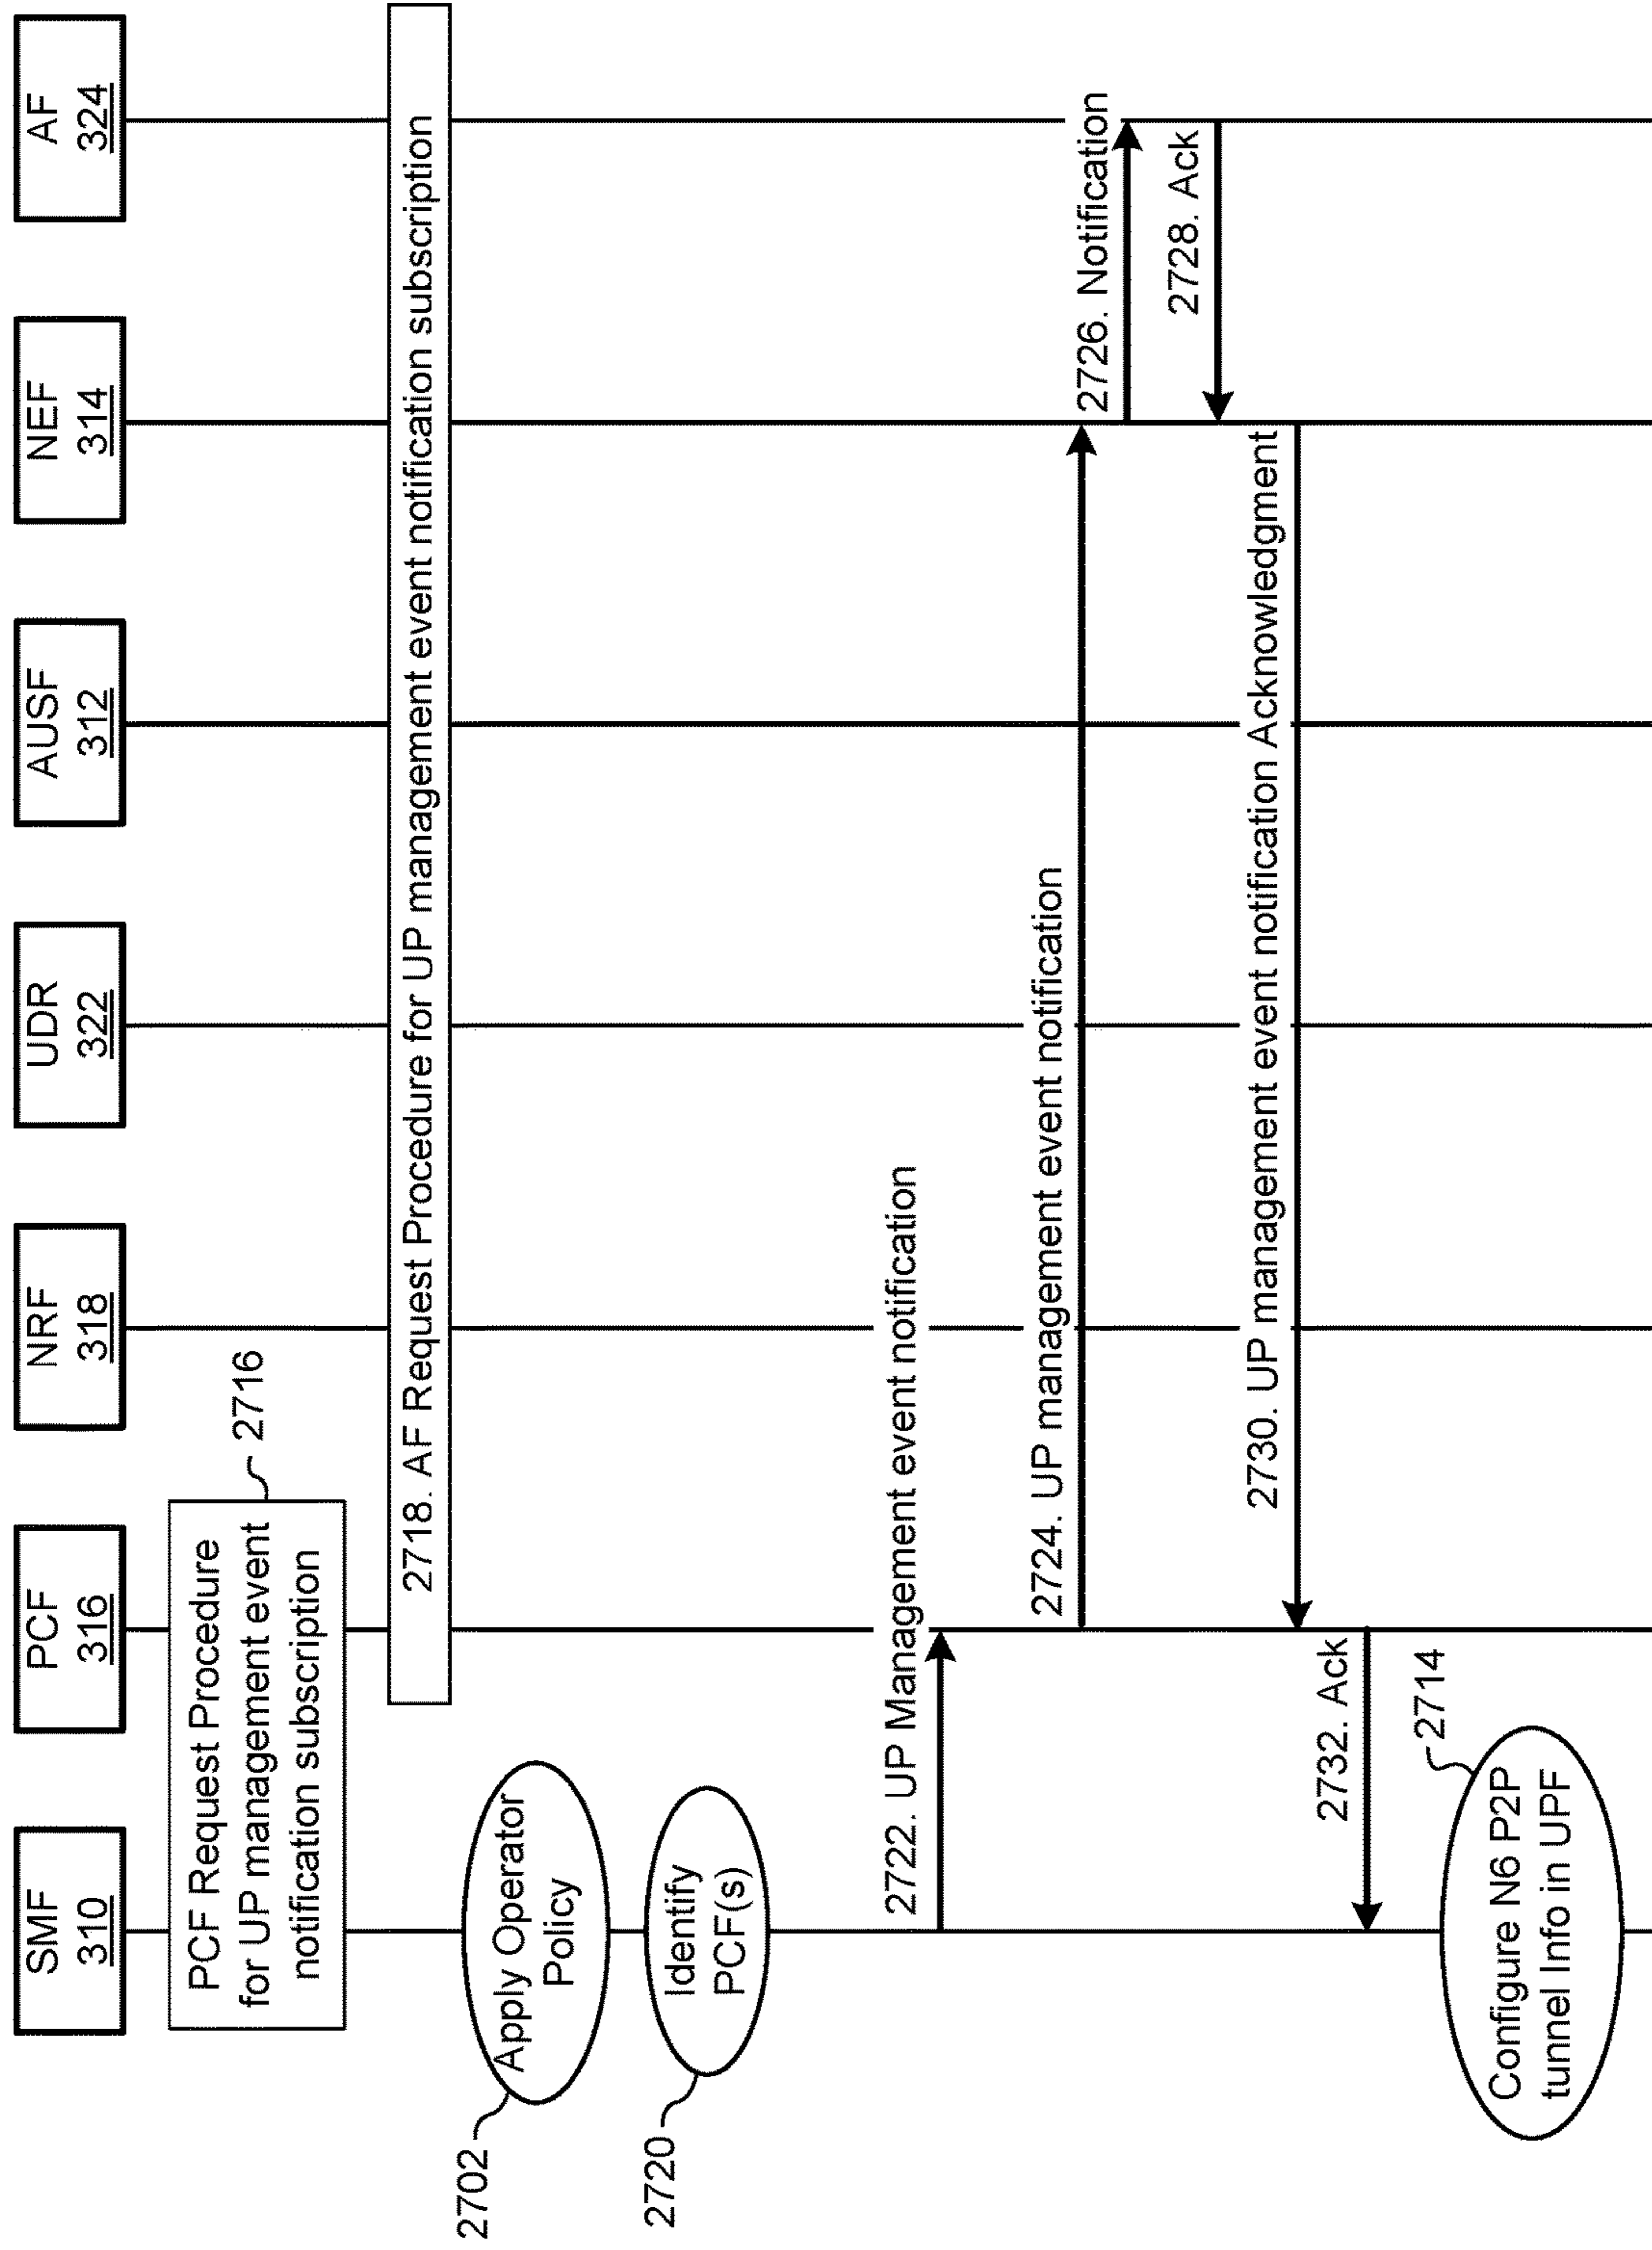 SMF
310
PCF
316
NRF
318
UDR
322
AUSF
312
NEF
314
AF
324
PCF Request Procedure
for UP management event
notification subscription
2716
2718. AF Request Procedure for UP management event notification subscription
2702
Apply Operator
Policy
2720
Identify
PCF(s)
2722. UP Management event notification
2724. UP management event notification
2726. Notification
2728. Ack
2730. UP management event notification Acknowledgment
2732. Ack
2714
Configure N6 P2P
tunnel Info in UPF